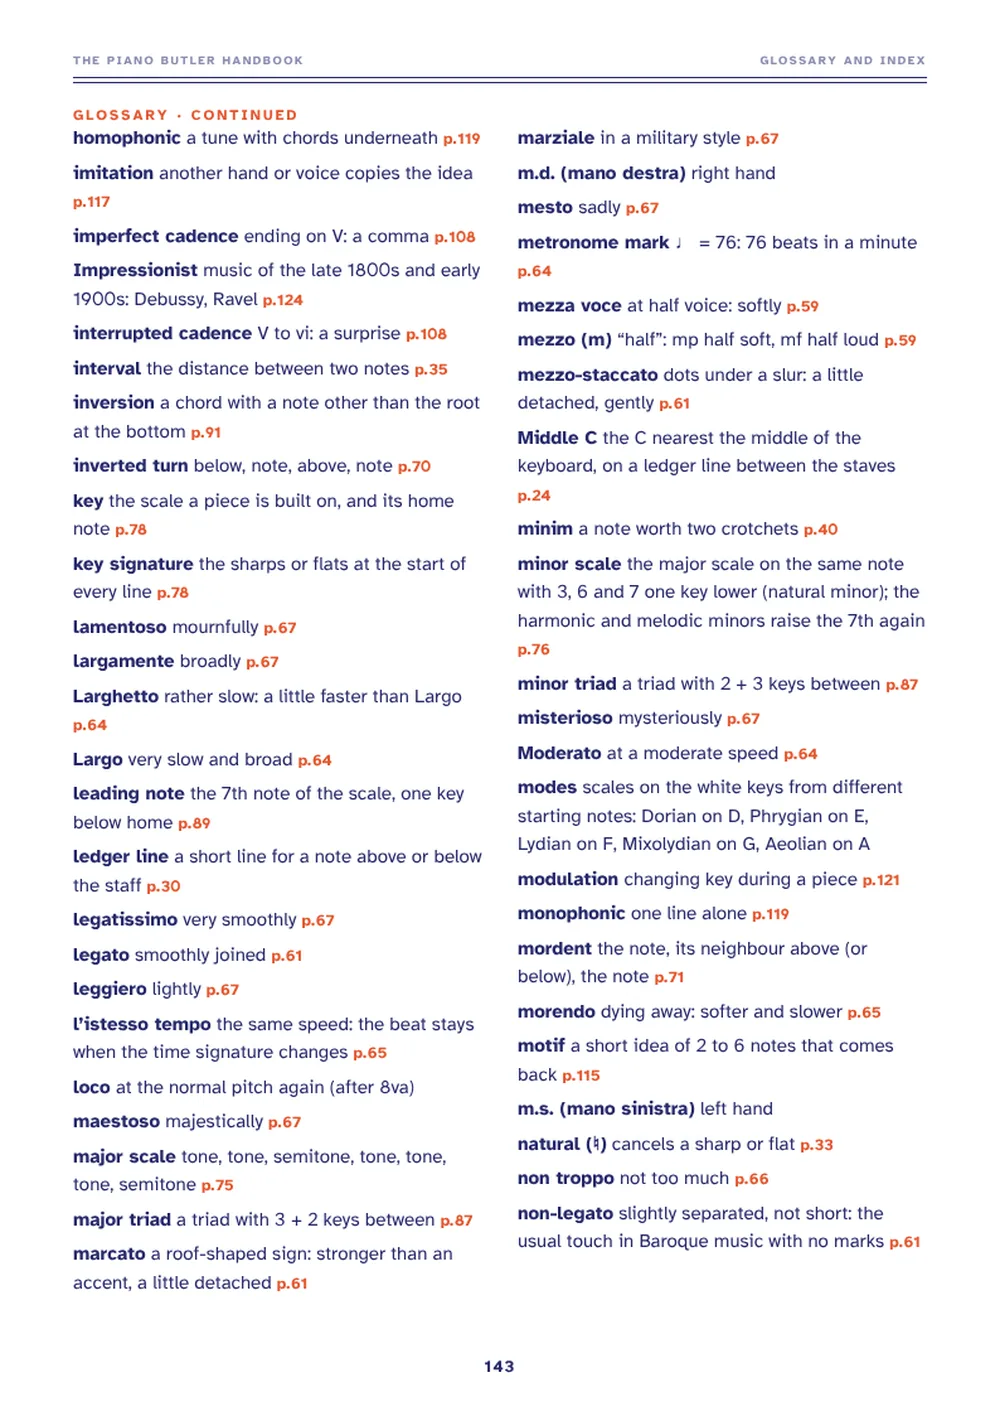 THE PIANO BUTLER HANDBOOK
GLOSSARY AND INDEX
GLOSSARY · CONTINUED
homophonic a tune with chords underneath p.119
imitation another hand or voice copies the idea
p.117
imperfect cadence ending on V: a comma p.108
Impressionist music of the late 1800s and early
1900s: Debussy, Ravel p.124
interrupted cadence V to vi: a surprise p.108
interval the distance between two notes p.35
inversion a chord with a note other than the root
at the bottom p.91
inverted turn below, note, above, note p.70
key the scale a piece is built on, and its home
note p.78
key signature the sharps or flats at the start of
every line p.78
lamentoso mournfully p.67
largamente broadly p.67
Larghetto rather slow: a little faster than Largo
p.64
Largo very slow and broad p.64
leading note the 7th note of the scale, one key
below home p.89
ledger line a short line for a note above or below
the staff p.30
legatissimo very smoothly p.67
legato smoothly joined p.61
leggiero lightly p.67
l’istesso tempo the same speed: the beat stays
when the time signature changes p.65
loco at the normal pitch again (after 8va)
maestoso majestically p.67
major scale tone, tone, semitone, tone, tone,
tone, semitone p.75
major triad a triad with 3 + 2 keys between p.87
marcato a roof-shaped sign: stronger than an
accent, a little detached p.61
marziale in a military style p.67
m.d. (mano destra) right hand
mesto sadly p.67
metronome mark ♩ = 76: 76 beats in a minute
p.64
mezza voce at half voice: softly p.59
mezzo (m) “half”: mp half soft, mf half loud p.59
mezzo-staccato dots under a slur: a little
detached, gently p.61
Middle C the C nearest the middle of the
keyboard, on a ledger line between the staves
p.24
minim a note worth two crotchets p.40
minor scale the major scale on the same note
with 3, 6 and 7 one key lower (natural minor); the
harmonic and melodic minors raise the 7th again
p.76
minor triad a triad with 2 + 3 keys between p.87
misterioso mysteriously p.67
Moderato at a moderate speed p.64
modes scales on the white keys from different
starting notes: Dorian on D, Phrygian on E,
Lydian on F, Mixolydian on G, Aeolian on A
modulation changing key during a piece p.121
monophonic one line alone p.119
mordent the note, its neighbour above (or
below), the note p.71
morendo dying away: softer and slower p.65
motif a short idea of 2 to 6 notes that comes
back p.115
m.s. (mano sinistra) left hand
natural (♮) cancels a sharp or flat p.33
non troppo not too much p.66
non-legato slightly separated, not short: the
usual touch in Baroque music with no marks p.61
143